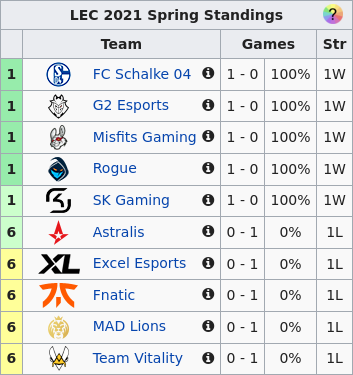 LEC 2021 Spring Standings ?
Team Games Str
1 FC Schalke 04 i 1 - 0 100% 1W
1 G2 Esports i 1 - 0 100% 1W
1 Misfits Gaming i 1 - 0 100% 1W
1 Rogue i 1 - 0 100% 1W
1 SK Gaming i 1 - 0 100% 1W
6 Astralis i 0 - 1 0% 1L
6 XL Excel Esports i 0 - 1 0% 1L
6 Fnatic i 0 - 1 0% 1L
6 MAD Lions i 0 - 1 0% 1L
6 Team Vitality i 0 - 1 0% 1L